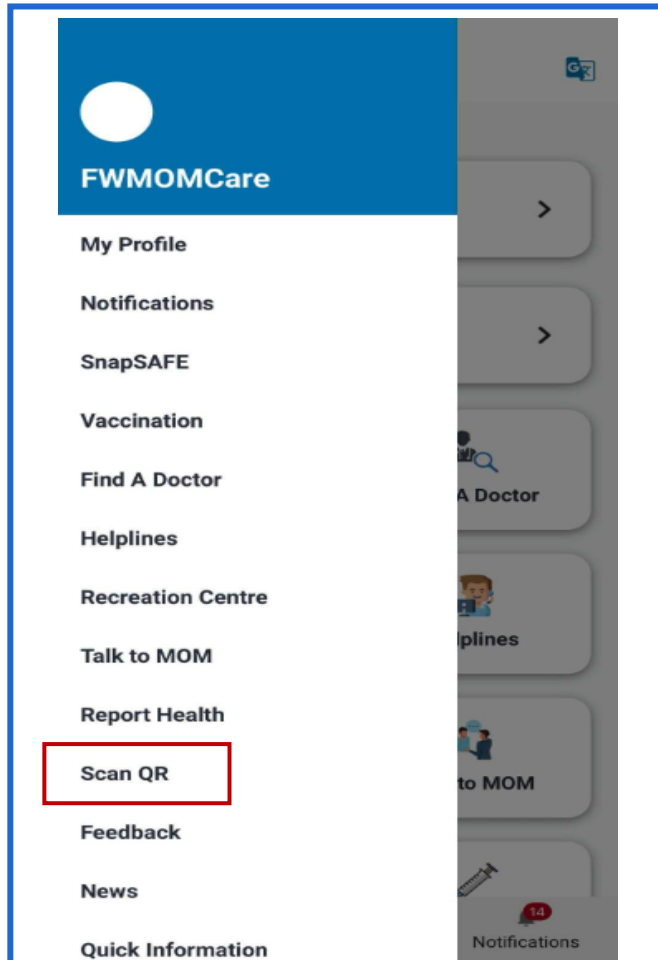 FWMOMCare
My Profile
Notifications
SnapSAFE
Vaccination
Find A Doctor
A Doctor
Helplines
Recreation Centre
lplines
Talk to MOM
Report Health
Scan QR
to MOM
Feedback
News
14
Quick Information
Notifications